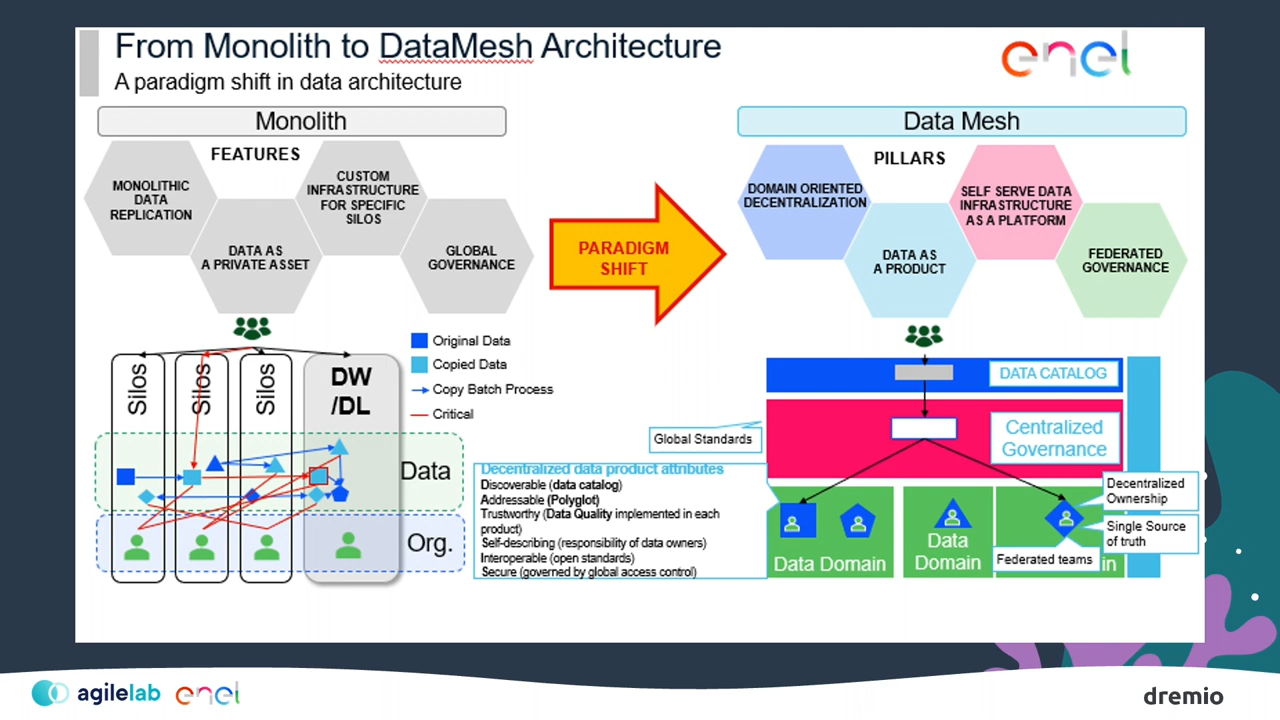 From Monolith to DataMesh Architecture
A paradigm shift in data architecture
enel
Monolith
FEATURES
MONOLITHIC
DATA
REPLICATION
DATA AS
A PRIVATE ASSET
CUSTOM
INFRASTRUCTURE
FOR SPECIFIC
SILOS
GLOBAL
GOVERNANCE
PARADIGM
SHIFT
Data Mesh
PILLARS
DOMAIN ORIENTED
DECENTRALIZATION
DATA AS
A PRODUCT
SELF SERVE DATA
INFRASTRUCTURE
AS A PLATFORM
FEDERATED
GOVERNANCE
Silos
Silos
Silos
DW
/DL
Original Data
Copied Data
Copy Batch Process
Critical
Data
Org.
Global Standards
Decentralized data product attributes
Discoverable (data catalog)
Addressable (Polyglot)
Trustworthy (Data Quality implemented in each
product)
Self-describing (responsibility of data owners)
Interoperable (open standards)
Secure (governed by global access control)
DATA CATALOG
Centralized
Governance
Decentralized
Ownership
Single Source
of truth
Federated teams
Data Domain
Data
Domain
in
agilelab
enel
dremio